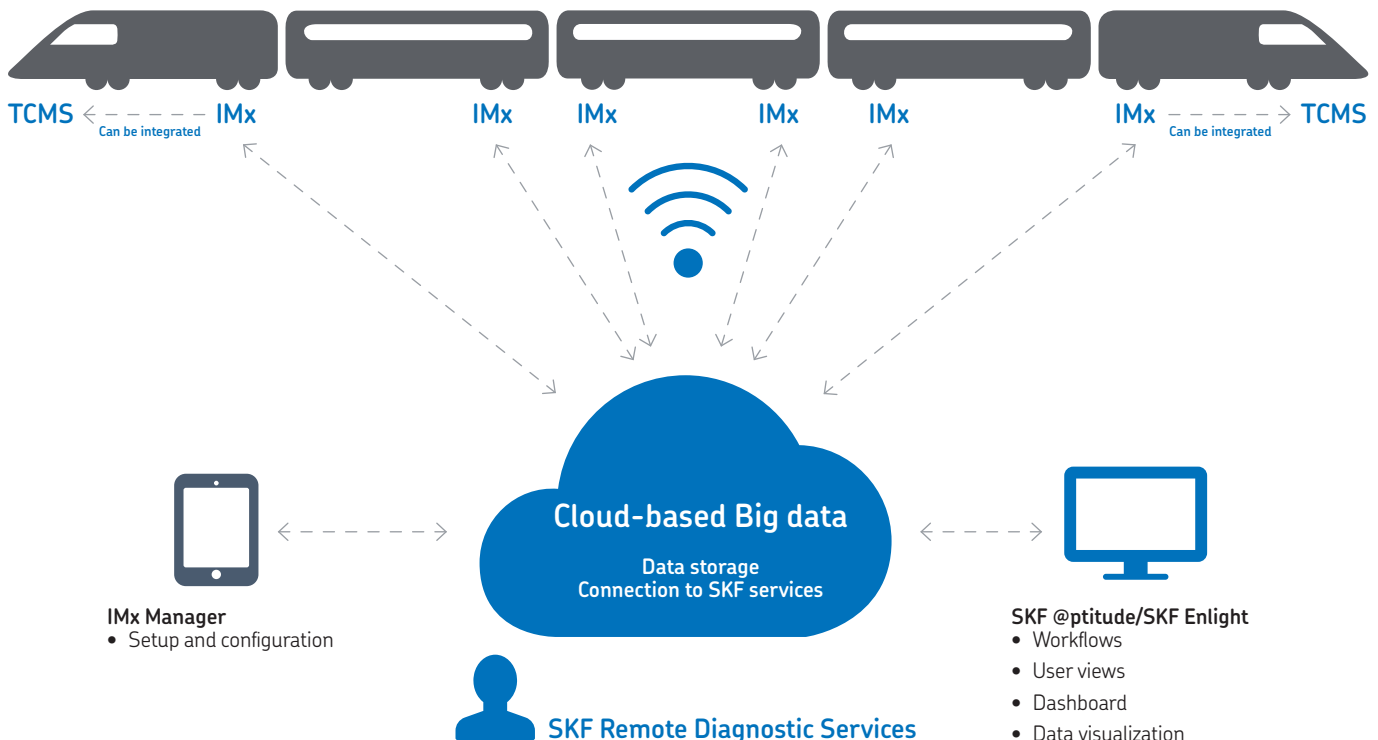 TCMS
Can be integrated
IMx
IMx
IMx
IMx
IMx
IMx
Can be integrated
TCMS
Cloud-based Big data
Data storage
Connection to SKF services
IMx Manager
• Setup and configuration
SKF @ptitude/SKF Enlight
• Workflows
• User views
• Dashboard
• Data visualization
SKF Remote Diagnostic Services